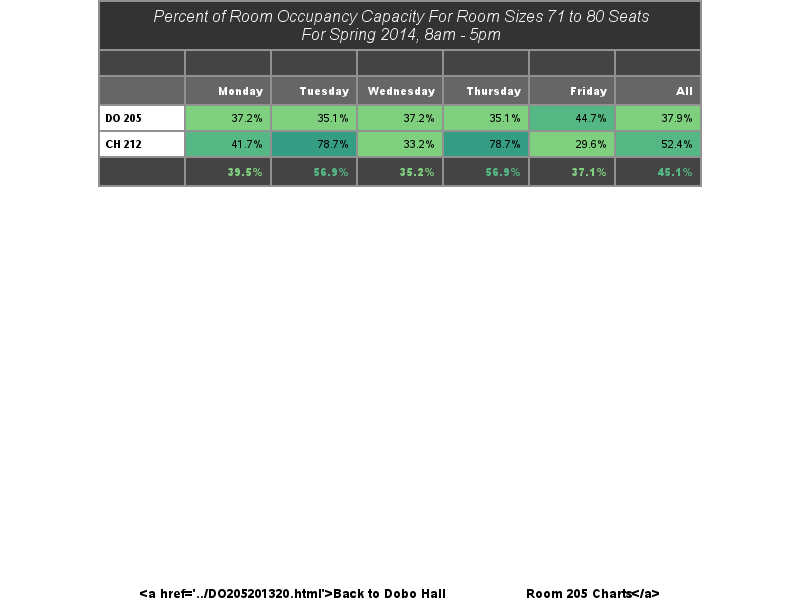 Percent of Room Occupancy Capacity For Room Sizes 71 to 80 Seats
For Spring 2014, 8am - 5pm
Monday Tuesday Wednesday Thursday Friday All
DO 205 37.2% 35.1% 37.2% 35.1% 44.7% 37.9%
CH 212 41.7% 78.7% 33.2% 78.7% 29.6% 52.4%
39.5% 56.9% 35.2% 56.9% 37.1% 45.1%
<a href='../DO205201320.html'>Back to Dobo Hall Room 205 Charts</a>